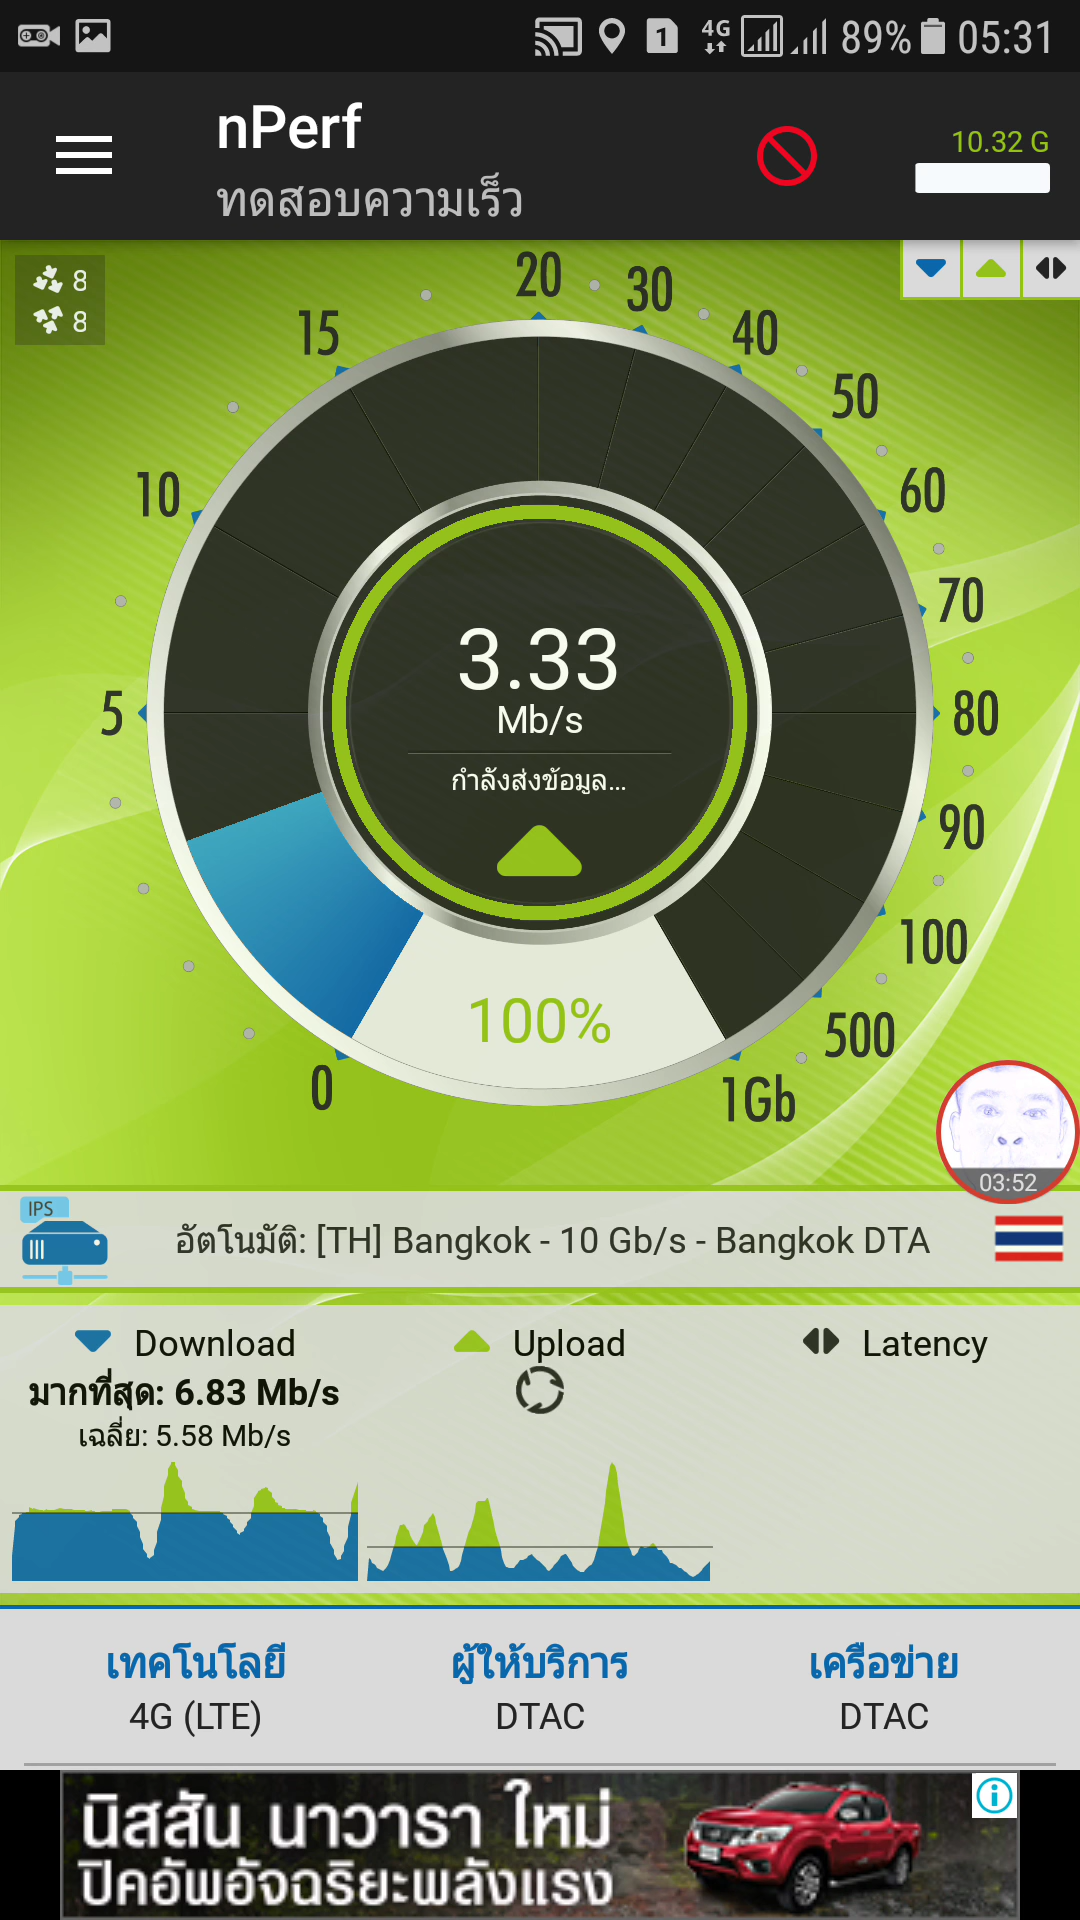 4G 1 89% 05:31
nPerf
ทดสอบความเร็ว
10.32 G
8
8
20
30
15
40
50
10
60
70
5
80
90
100
500
0
1Gb
3.33
Mb/s
กำลังส่งข้อมูล...
100%
03:52
IPS
อัตโนมัติ: [TH] Bangkok - 10 Gb/s - Bangkok DTA
Download Upload Latency
มากที่สุด: 6.83 Mb/s
เฉลี่ย: 5.58 Mb/s
เทคโนโลยี ผู้ให้บริการ เครือข่าย
4G (LTE) DTAC DTAC
นิสสัน นาวารา ใหม่
ปิคอัพอัจฉริยะพลังแรง